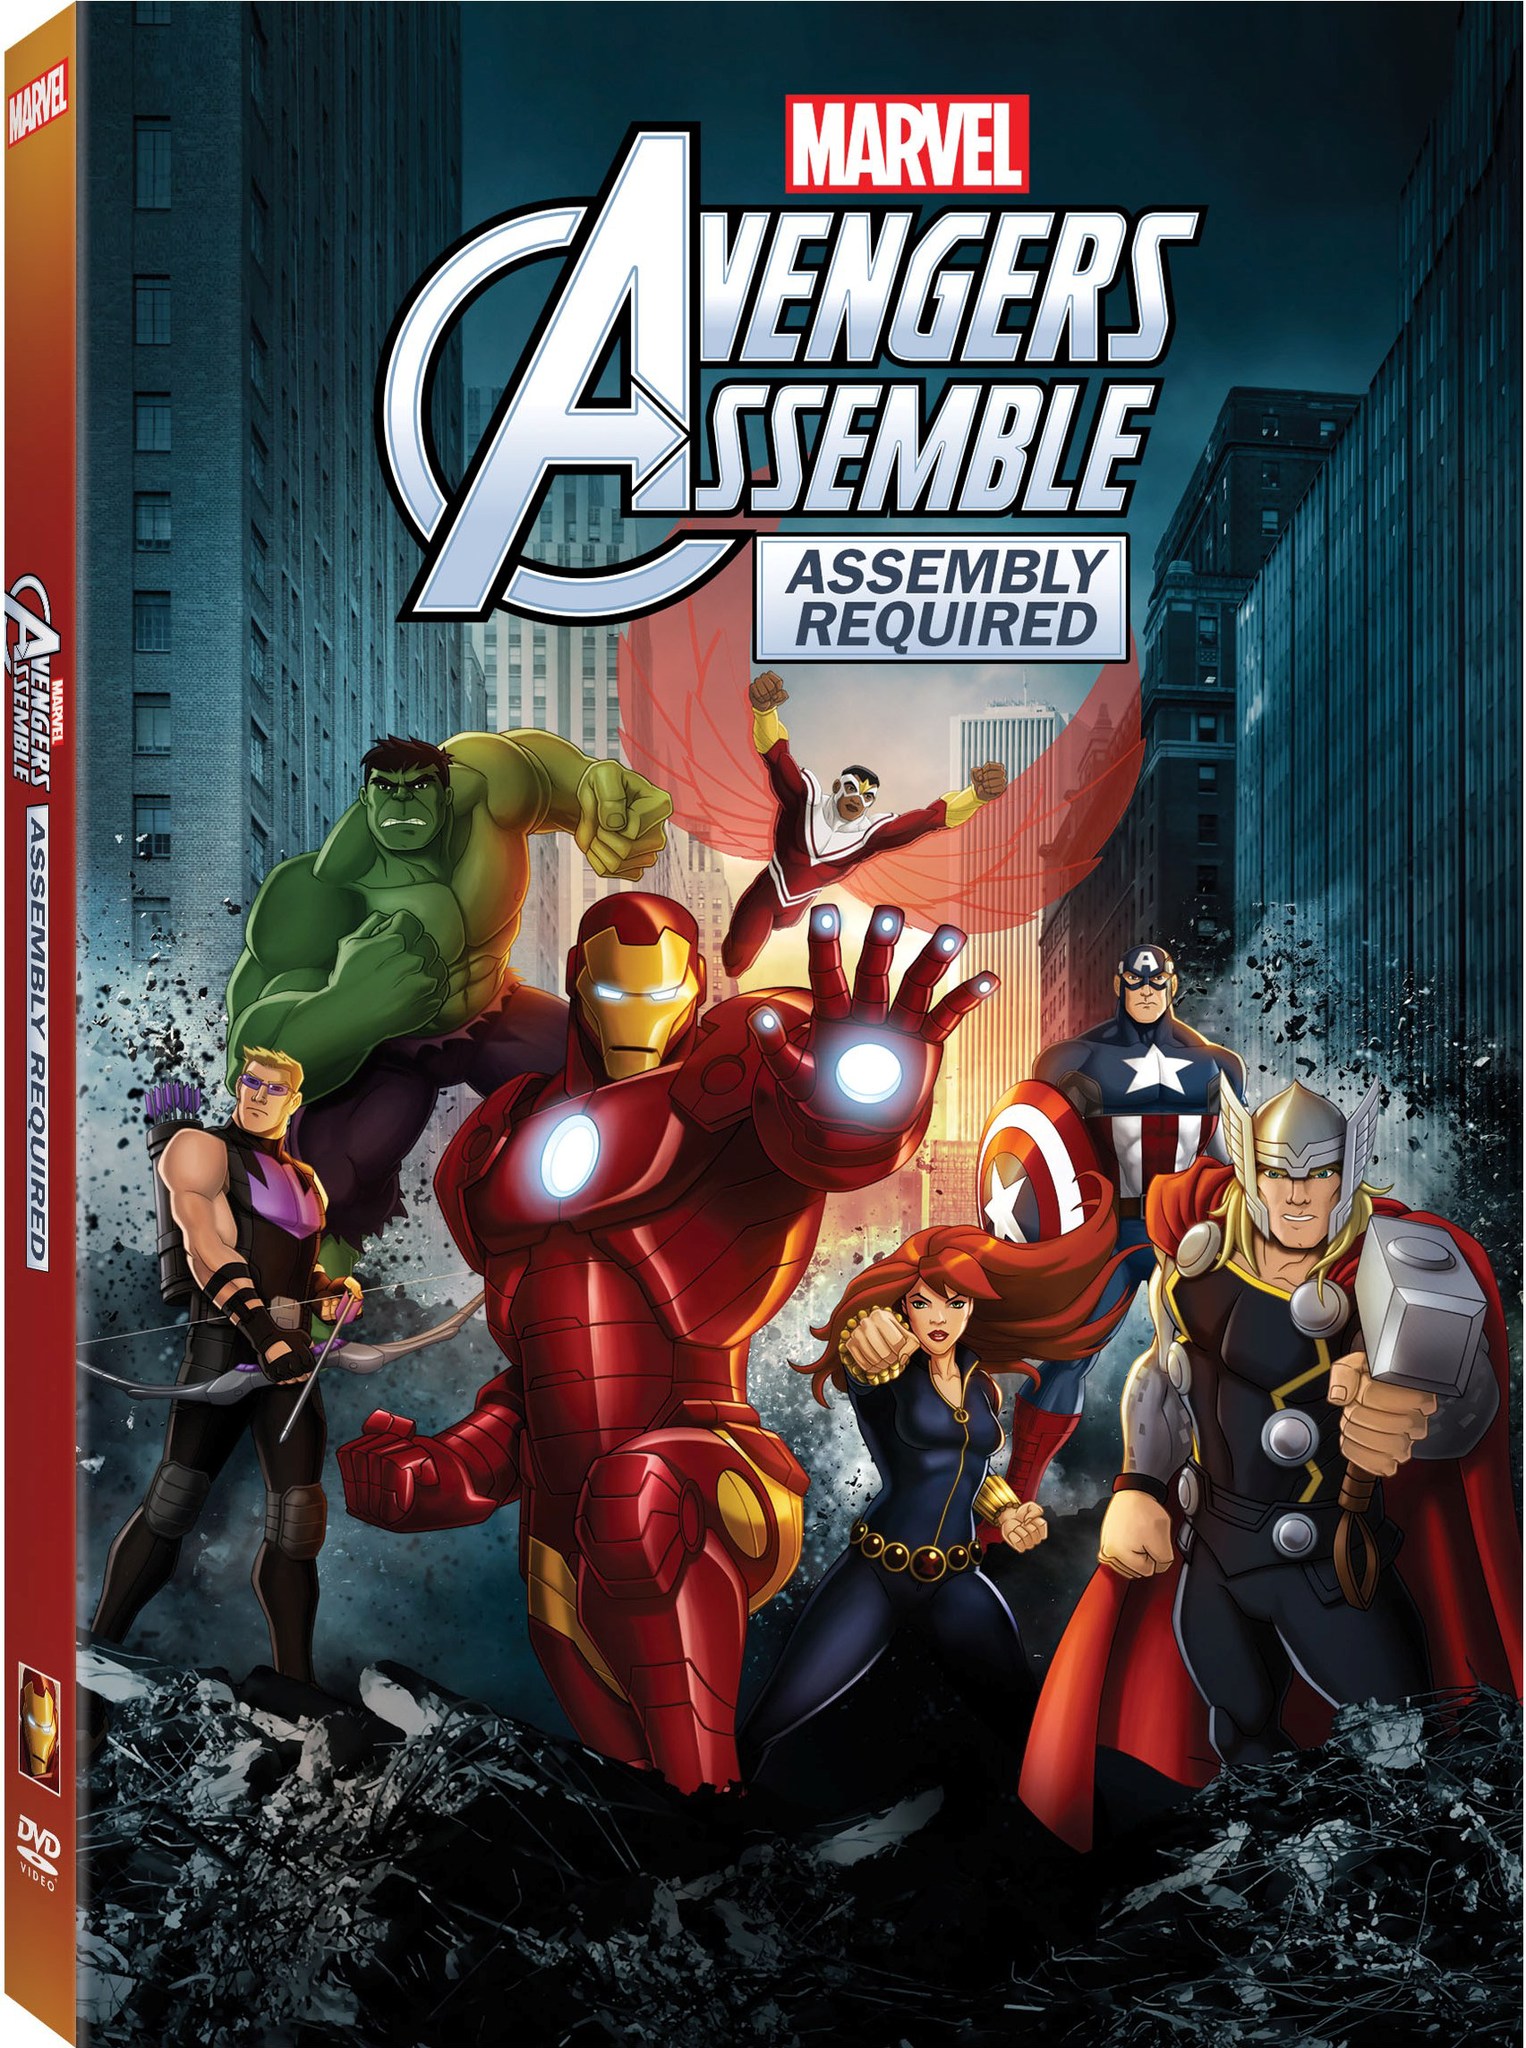 MARVEL
AVENGERS
ASSEMBLE
ASSEMBLY
REQUIRED
A
MARVEL
MARVEL
AVENGERS
ASSEMBLE
ASSEMBLY REQUIRED
DVD
VIDEO